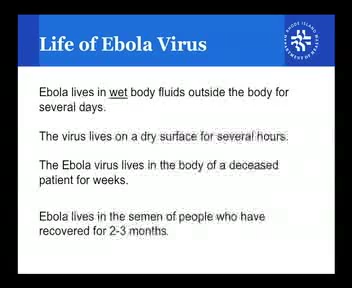 Life of Ebola Virus
Ebola lives in wet body fluids outside the body for
several days.
The virus lives on a dry surface for several hours.
The Ebola virus lives in the body of a deceased
patient for weeks.
Ebola lives in the semen of people who have
recovered for 2-3 months.